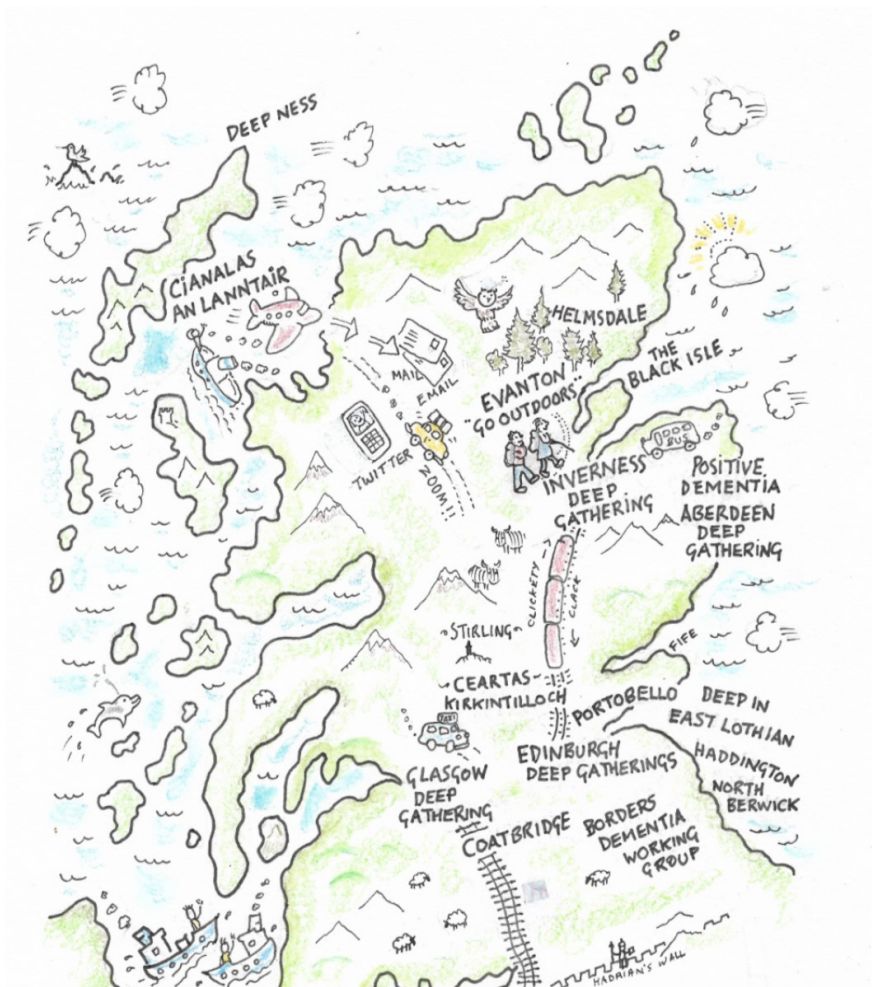 DEEP NESS
CIANALAS
AN LANNTAIR
HELMSDALE
MAIL
EMAIL
THE
BLACK ISLE
EVANTON
"GO OUTDOORS"
TWITTER
ZOOM!!
BUS
INVERNESS
DEEP
GATHERING
POSITIVE
DEMENTIA
ABERDEEN
DEEP
GATHERING
CLICKETY
CLACK
STIRLING
FIFE
CEARTAS-
KIRKINTILLOCH
PORTOBELLO
DEEP IN
EAST LOTHIAN
TAXI
EDINBURGH
DEEP GATHERINGS
HADDINGTON
NORTH
BERWICK
GLASGOW
DEEP
GATHERING
COATBRIDGE
BORDERS
DEMENTIA
WORKING
GROUP
HADRIAN'S WALL